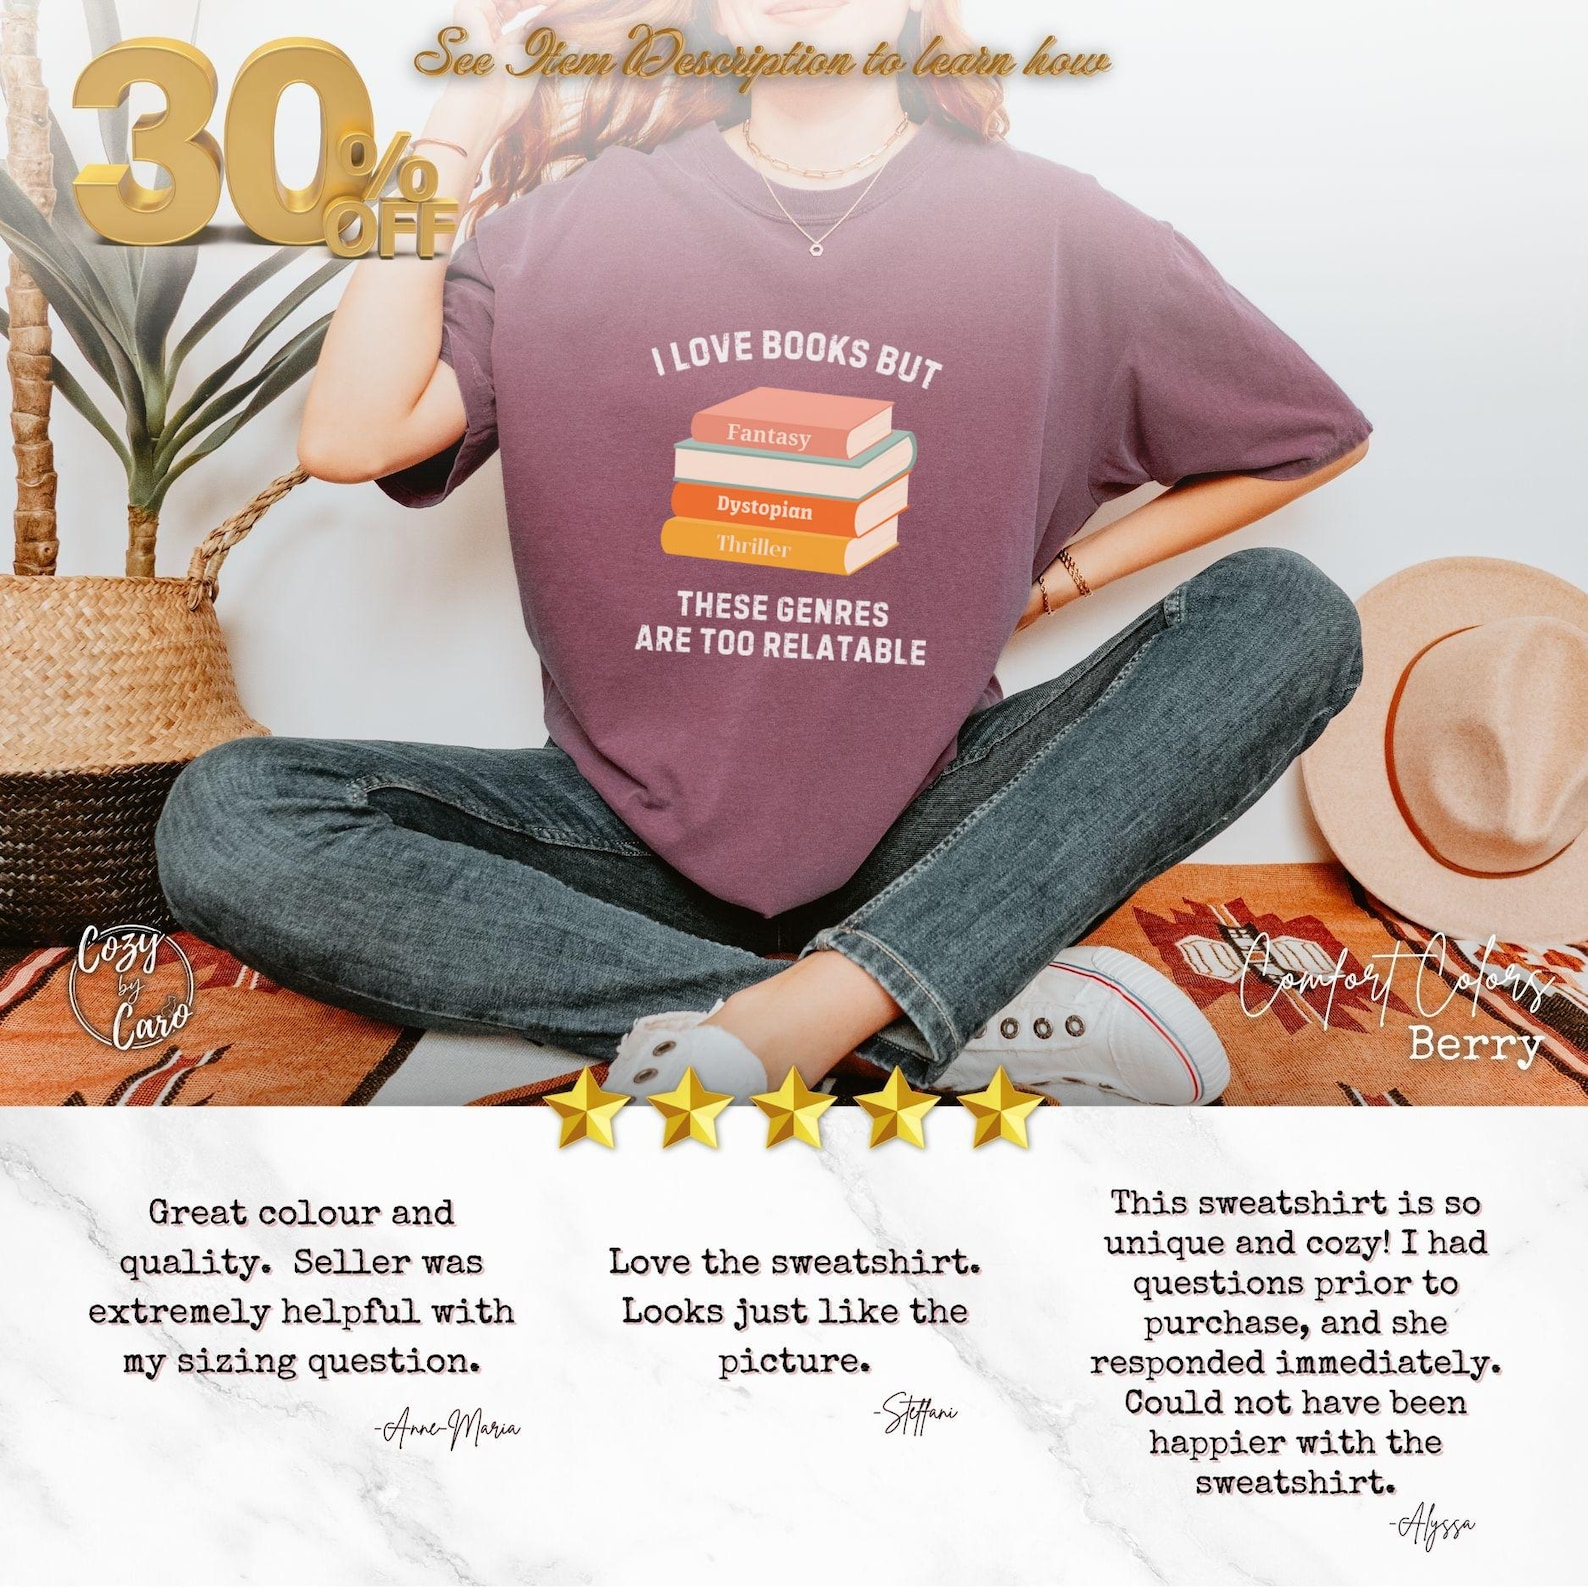 See Item Description to learn how
30%
OFF
I LOVE BOOKS BUT
Fantasy
Dystopian
Thriller
THESE GENRES
ARE TOO RELATABLE
Cozy
by
Caro
Comfort Colors
Berry
Great colour and
quality. Seller was
extremely helpful with
my sizing question.
-Anne-Maria
Love the sweatshirt.
Looks just like the
picture.
-Steffani
This sweatshirt is so
unique and cozy! I had
questions prior to
purchase, and she
responded immediately.
Could not have been
happier with the
sweatshirt.
-Alyssa